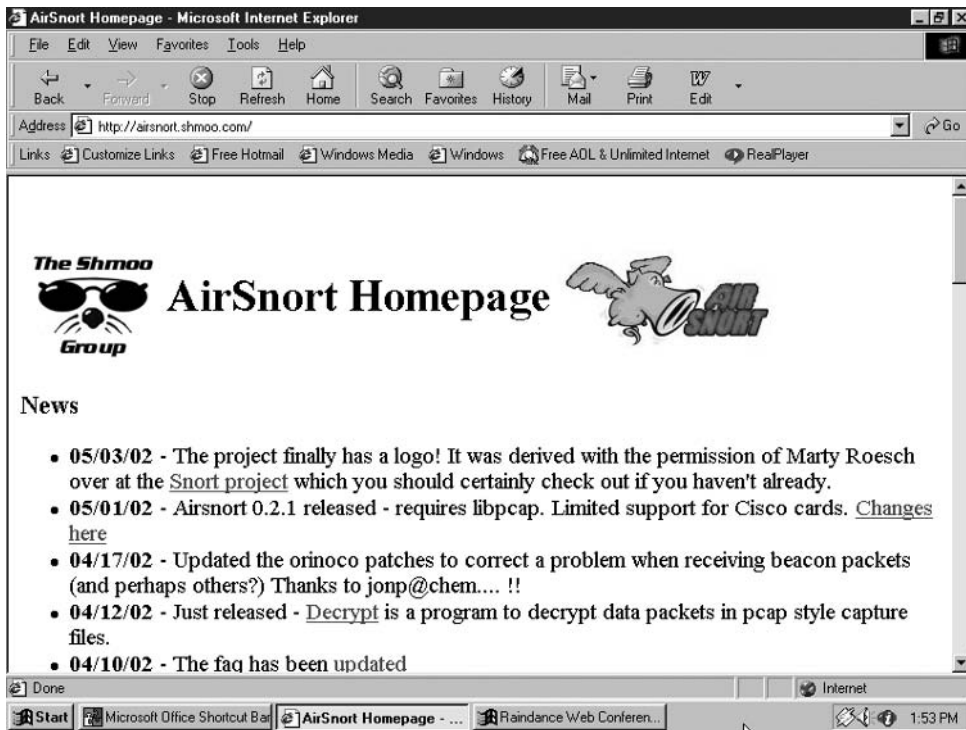 AirSnort Homepage - Microsoft Internet Explorer
File Edit View Favorites Tools Help
Back Forward Stop Refresh Home Search Favorites History Mail Print Edit
Address http://airsnort.shmoo.com/ Go
Links Customize Links Free Hotmail Windows Media Windows Free AOL & Unlimited Internet RealPlayer
The Shmoo
Group
AirSnort Homepage
AIR
SNORT
News
05/03/02 - The project finally has a logo! It was derived with the permission of Marty Roesch
over at the Snort project which you should certainly check out if you haven't already.
05/01/02 - Airsnort 0.2.1 released - requires libpcap. Limited support for Cisco cards. Changes
here
04/17/02 - Updated the orinoco patches to correct a problem when receiving beacon packets
(and perhaps others?) Thanks to jonp@chem.... !!
04/12/02 - Just released - Decrypt is a program to decrypt data packets in pcap style capture
files.
04/10/02 - The faq has been updated
Done Internet
Start Microsoft Office Shortcut Bar AirSnort Homepage - ... Raindance Web Conferen... 1:53 PM